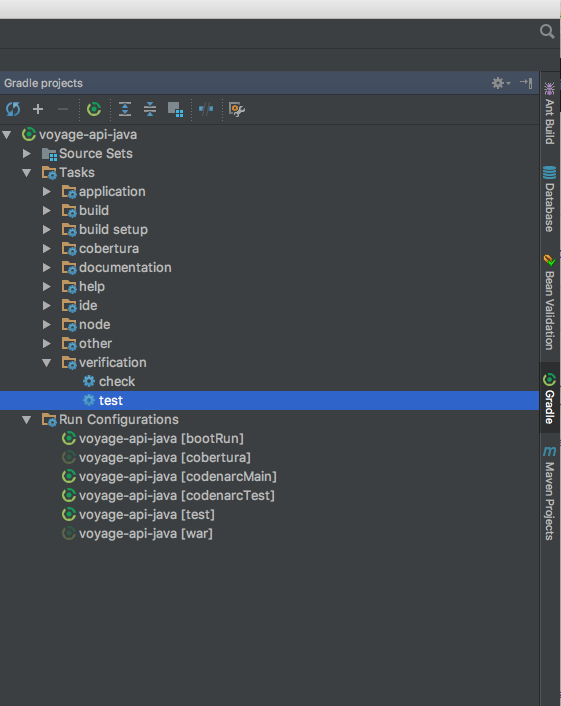 Gradle projects
voyage-api-java
Source Sets
Tasks
application
build
build setup
cobertura
documentation
help
ide
node
other
verification
check
test
Run Configurations
voyage-api-java [bootRun]
voyage-api-java [cobertura]
voyage-api-java [codenarcMain]
voyage-api-java [codenarcTest]
voyage-api-java [test]
voyage-api-java [war]
Ant Build
Database
Bean Validation
Gradle
m
Maven Projects